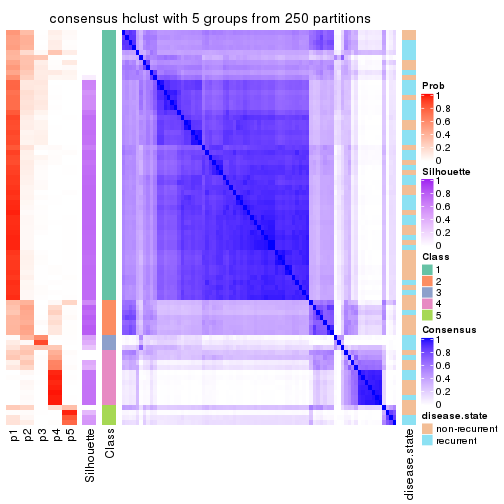 consensus hclust with 5 groups from 250 partitions
Prob
1
0.8
0.6
0.4
0.2
0
Silhouette
1
0.8
0.6
0.4
0.2
0
Class
1
2
3
4
5
Consensus
1
0.8
0.6
0.4
0.2
0
disease.state
non-recurrent
recurrent
p1
p2
p3
p4
p5
Silhouette
Class
disease.state